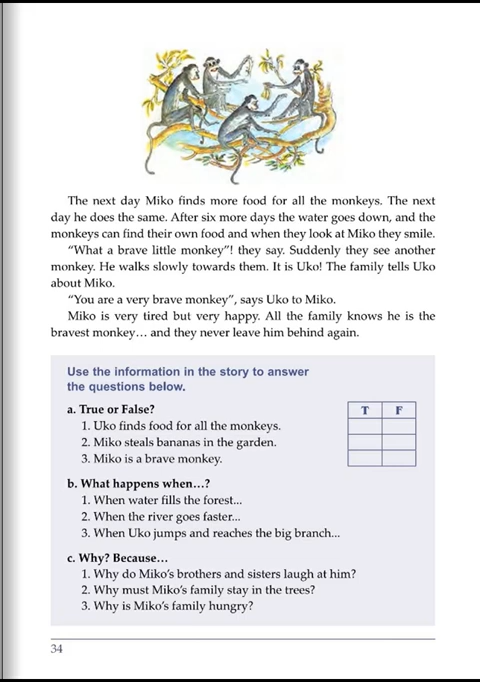 The next day Miko finds more food for all the monkeys. The next
day he does the same. After six more days the water goes down, and the
monkeys can find their own food and when they look at Miko they smile.
“What a brave little monkey”! they say. Suddenly they see another
monkey. He walks slowly towards them. It is Uko! The family tells Uko
about Miko.
“You are a very brave monkey”, says Uko to Miko.
Miko is very tired but very happy. All the family knows he is the
bravest monkey… and they never leave him behind again.
Use the information in the story to answer
the questions below.
a. True or False?
T F
1. Uko finds food for all the monkeys.
2. Miko steals bananas in the garden.
3. Miko is a brave monkey.
b. What happens when…?
1. When water fills the forest...
2. When the river goes faster...
3. When Uko jumps and reaches the big branch...
c. Why? Because…
1. Why do Miko’s brothers and sisters laugh at him?
2. Why must Miko’s family stay in the trees?
3. Why is Miko’s family hungry?
34